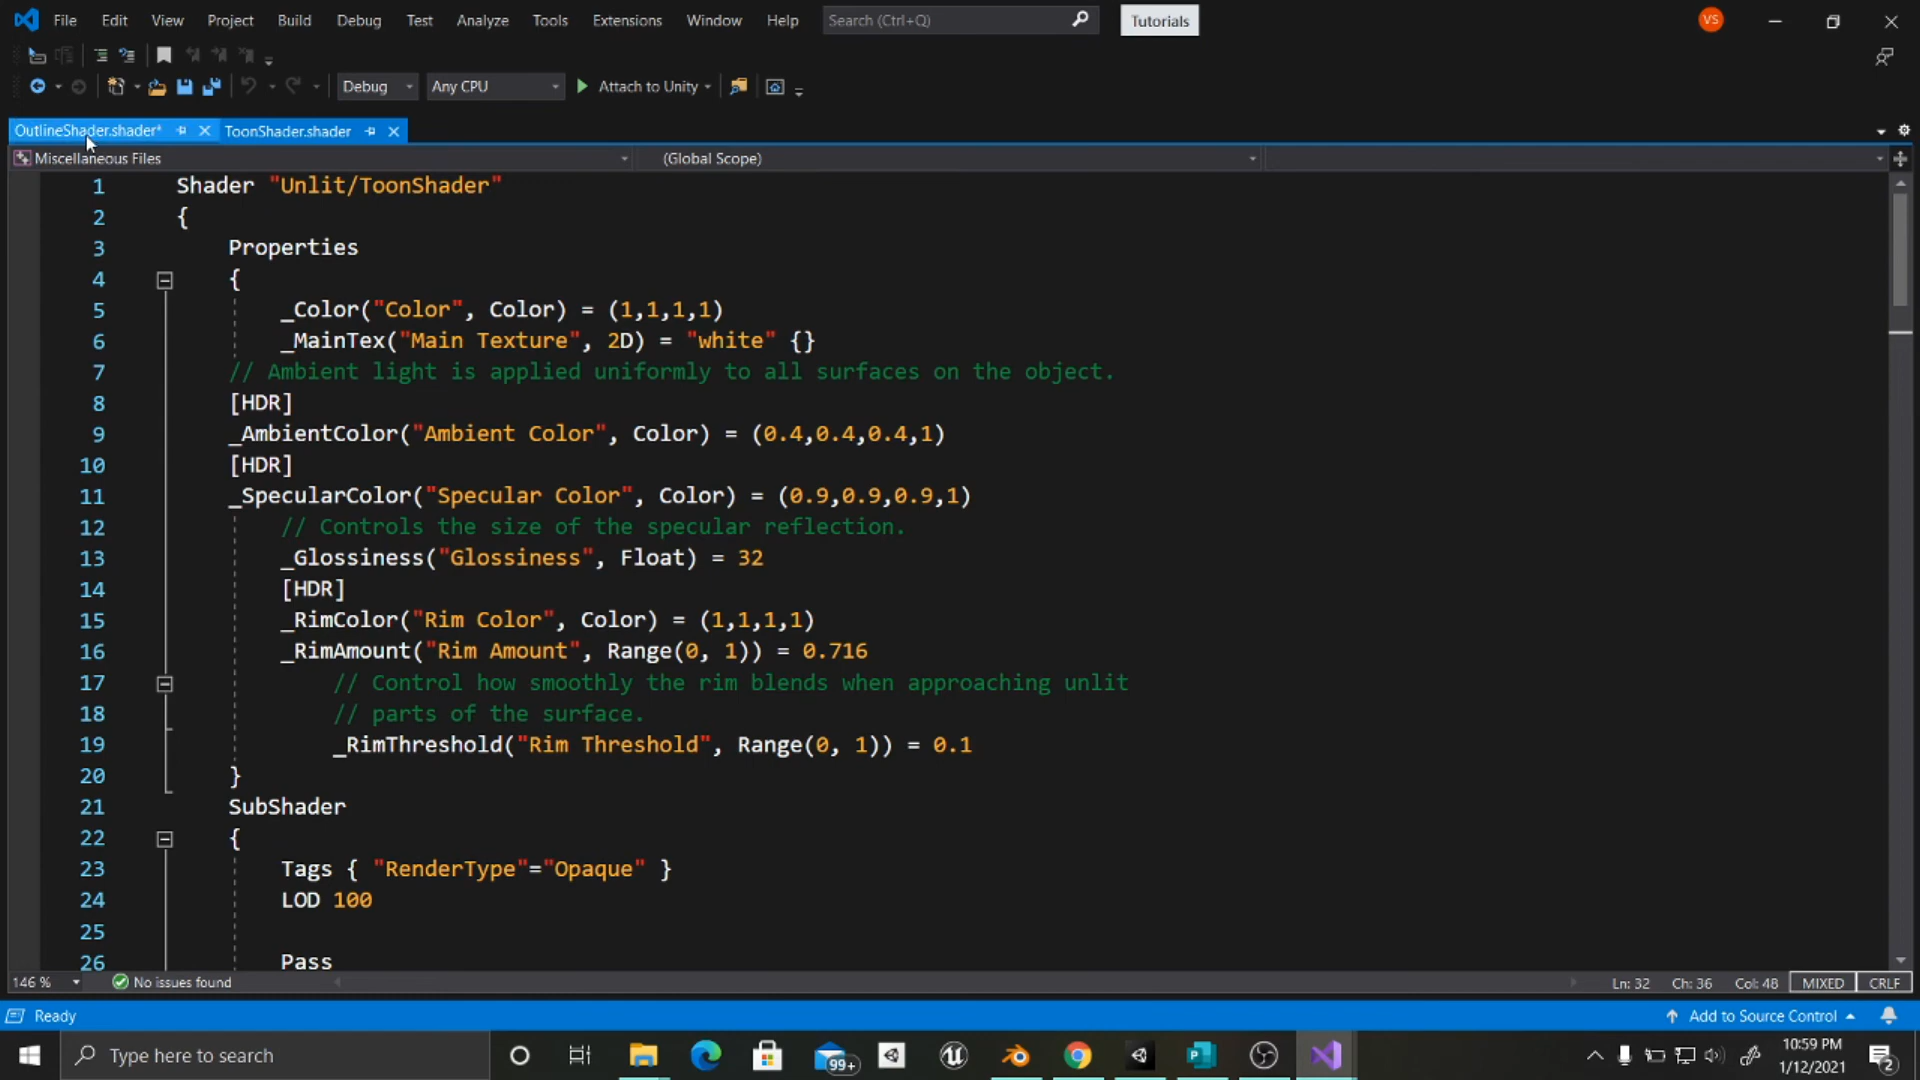 File Edit View Project Build Debug Test Analyze Tools Extensions Window Help Search (Ctrl+Q) Tutorials VS
Debug Any CPU Attach to Unity
OutlineShader.shader* ToonShader.shader
Miscellaneous Files (Global Scope)
1 Shader "Unlit/ToonShader"
2 {
3 Properties
4 {
5 _Color("Color", Color) = (1,1,1,1)
6 _MainTex("Main Texture", 2D) = "white" {}
7 // Ambient light is applied uniformly to all surfaces on the object.
8 [HDR]
9 _AmbientColor("Ambient Color", Color) = (0.4,0.4,0.4,1)
10 [HDR]
11 _SpecularColor("Specular Color", Color) = (0.9,0.9,0.9,1)
12 // Controls the size of the specular reflection.
13 _Glossiness("Glossiness", Float) = 32
14 [HDR]
15 _RimColor("Rim Color", Color) = (1,1,1,1)
16 _RimAmount("Rim Amount", Range(0, 1)) = 0.716
17 // Control how smoothly the rim blends when approaching unlit
18 // parts of the surface.
19 _RimThreshold("Rim Threshold", Range(0, 1)) = 0.1
20 }
21 SubShader
22 {
23 Tags { "RenderType"="Opaque" }
24 LOD 100
25
26 Pass
146 % No issues found Ln: 32 Ch: 36 Col: 48 MIXED CRLF
Ready Add to Source Control
Type here to search 99+ 10:59 PM
1/12/2021 2